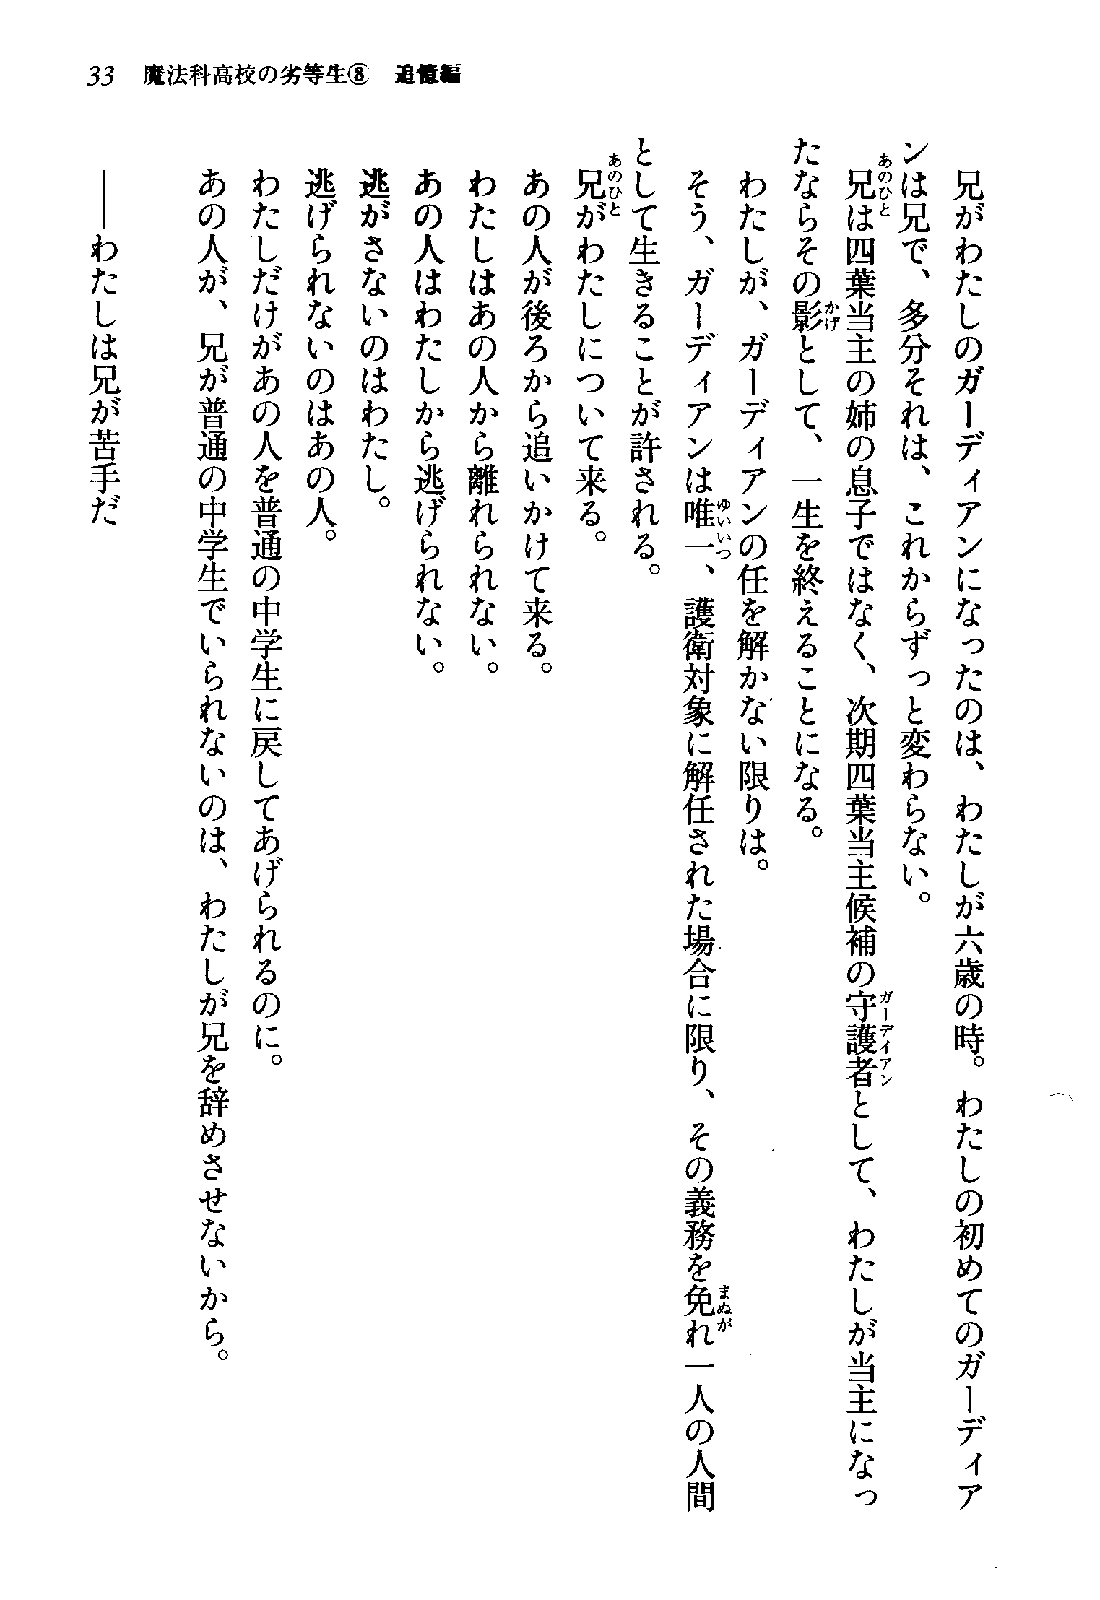 33　魔法科高校の劣等生⑧　追憶編
兄がわたしのガーディアンになったのは、わたしが六歳の時。わたしの初めてのガーディア
ンは兄で、多分それは、これからずっと変わらない。
兄は四葉当主の姉の息子ではなく、次期四葉当主候補の守護者として、わたしが当主になっ
たならその影として、一生を終えることになる。
わたしが、ガーディアンの任を解かない限りは。
そう、ガーディアンは唯一、護衛対象に解任された場合に限り、その義務を免れ一人の人間
として生きることが許される。
兄がわたしについて来る。
あの人が後ろから追いかけて来る。
わたしはあの人から離れられない。
あの人はわたしから逃げられない。
逃がさないのはわたし。
逃げられないのはあの人。
わたしだけがあの人を普通の中学生に戻してあげられるのに。
あの人が、兄が普通の中学生でいられないのは、わたしが兄を辞めさせないから。
――わたしは兄が苦手だ